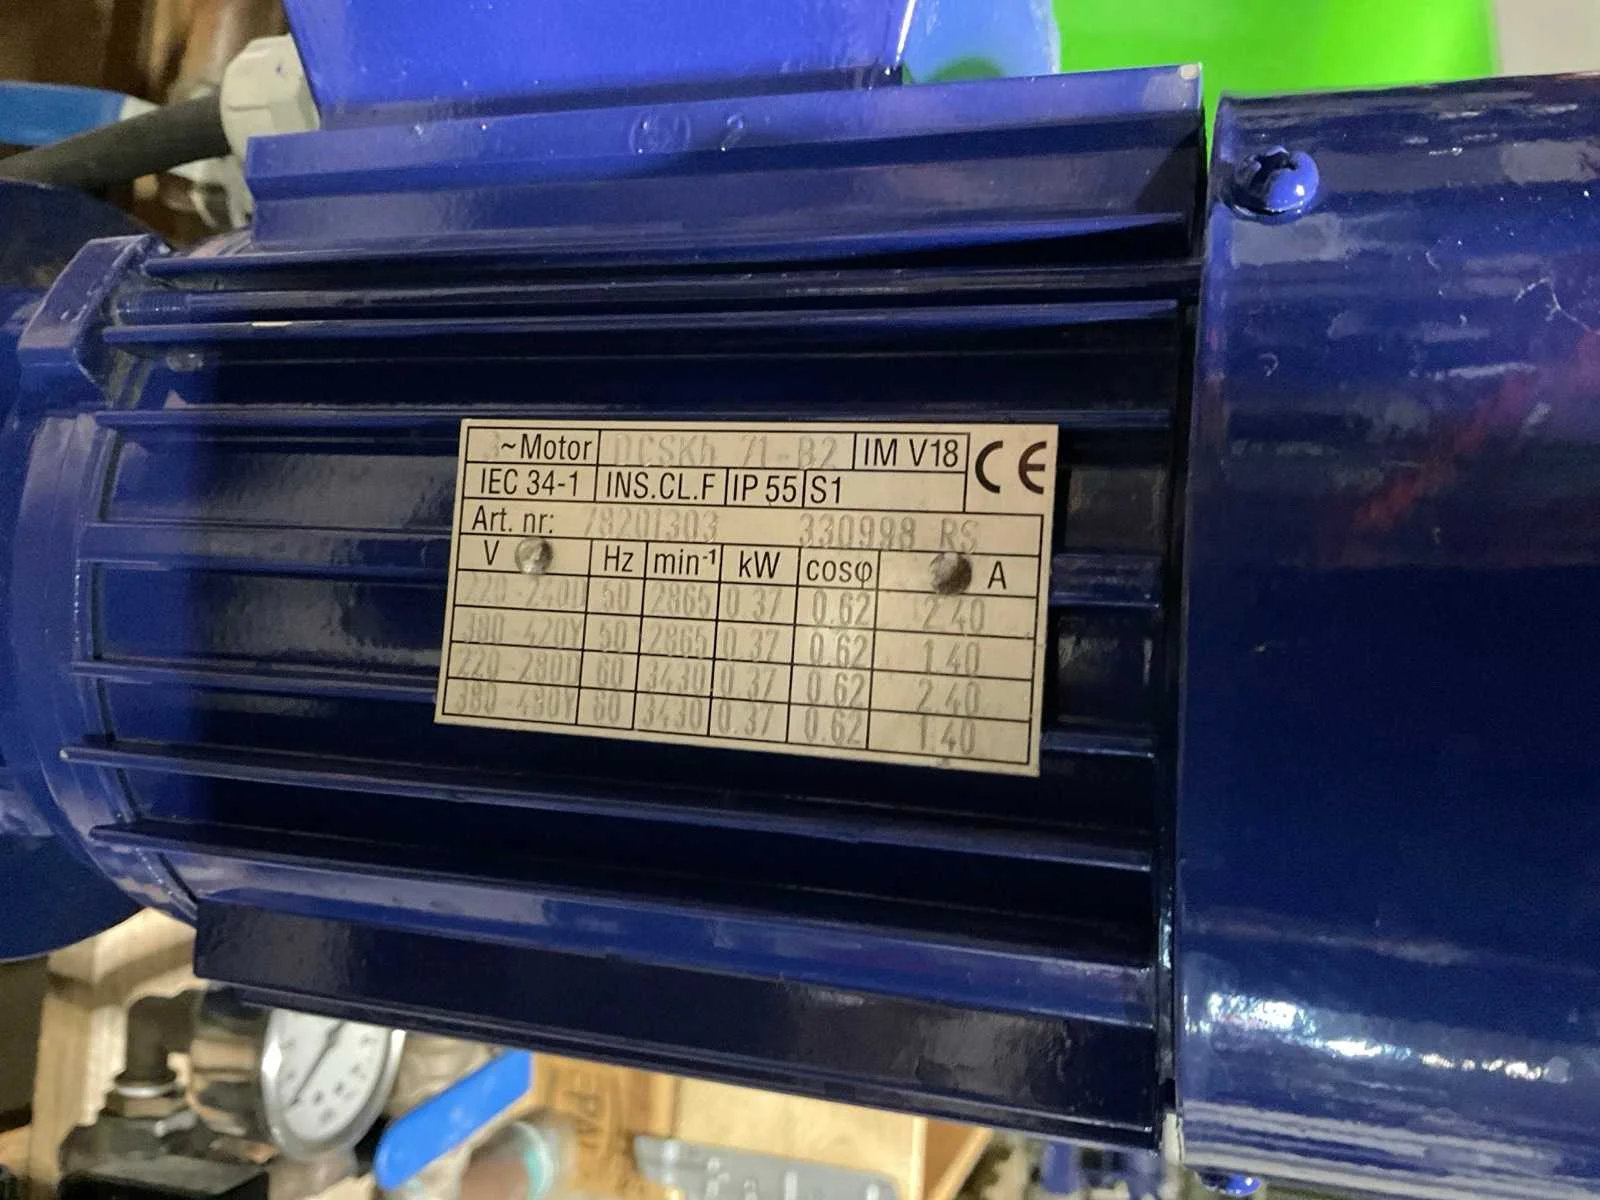 3~Motor DCSKh 71-B2 IM V18 CE
IEC 34-1 INS.CL.F IP 55 S1
Art. nr: 78201303 330998 RS
V Hz min-1 kW cosφ A
220-240D 50 2865 0.37 0.62 2.40
380-420Y 50 2865 0.37 0.62 1.40
220-280D 60 3430 0.37 0.62 2.40
380-480Y 60 3430 0.37 0.62 1.40